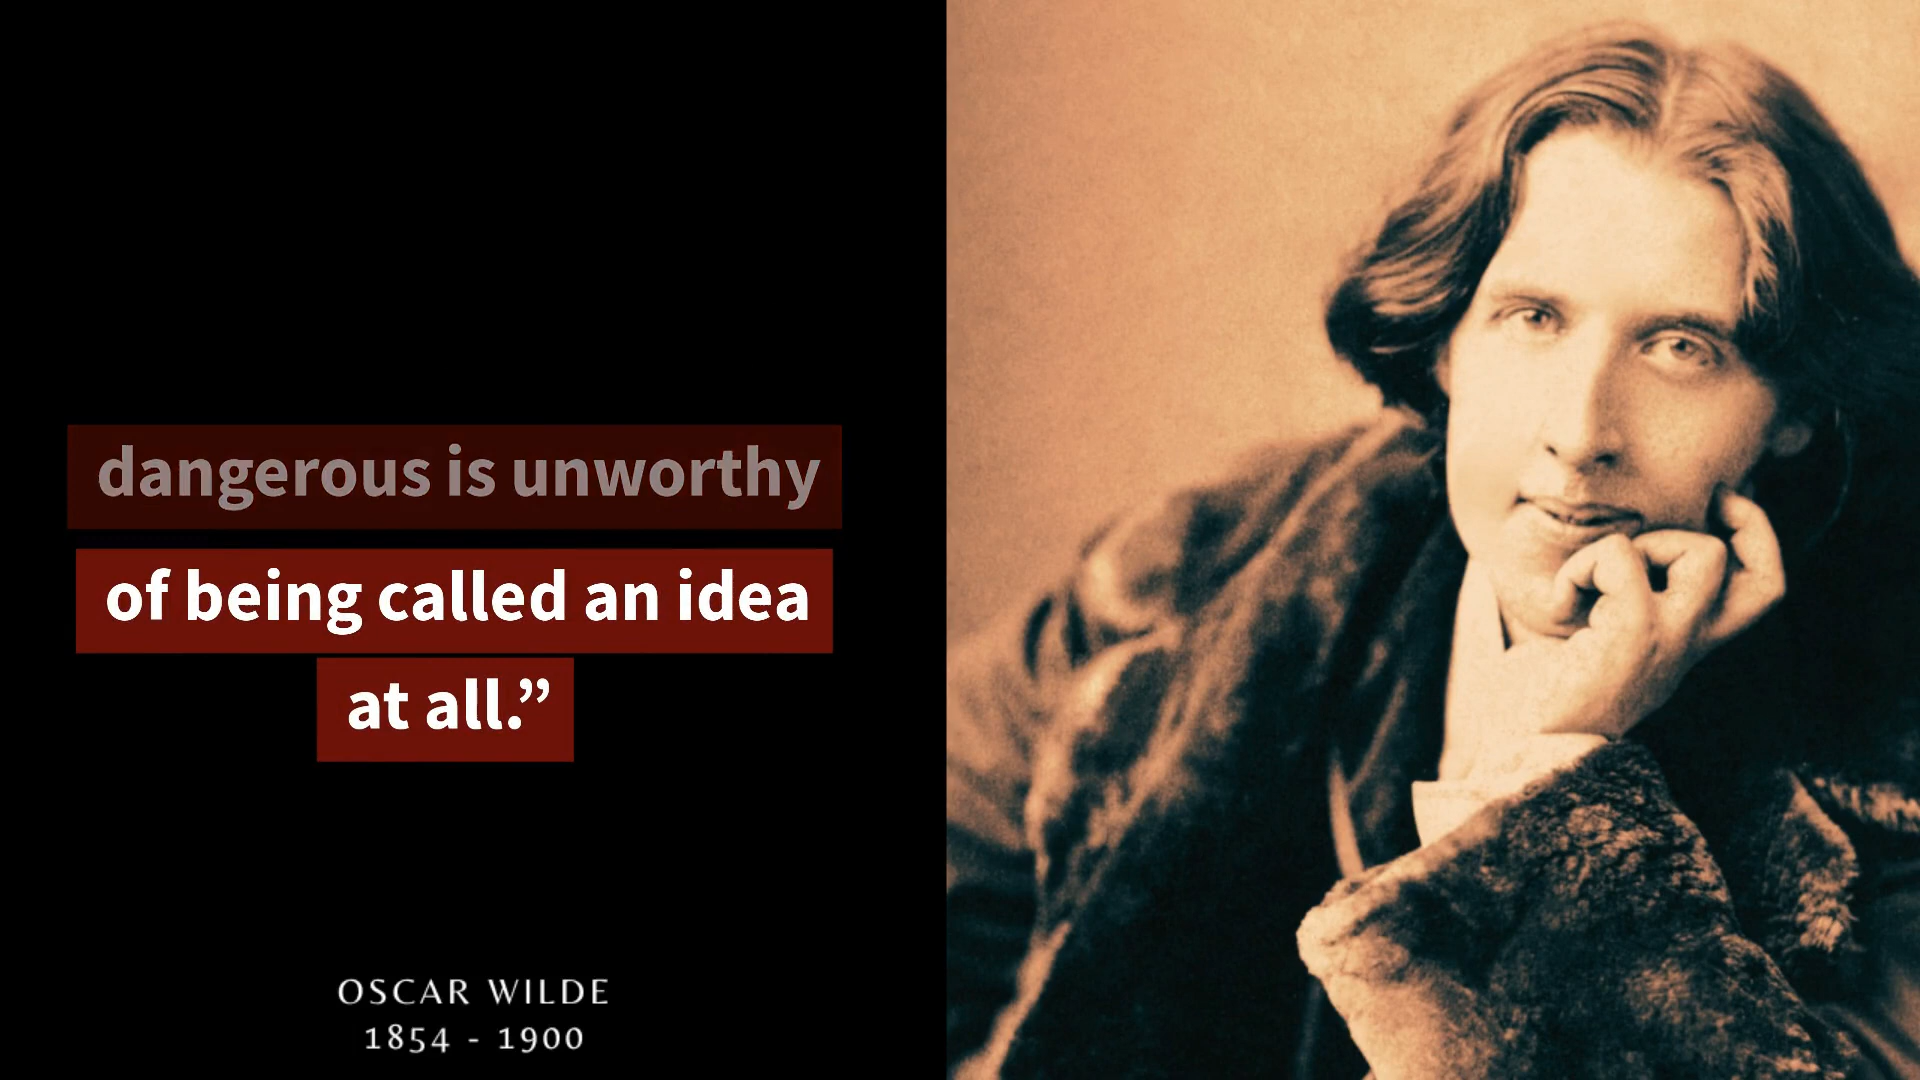 dangerous is unworthy
of being called an idea
at all.”
OSCAR WILDE
1854 - 1900